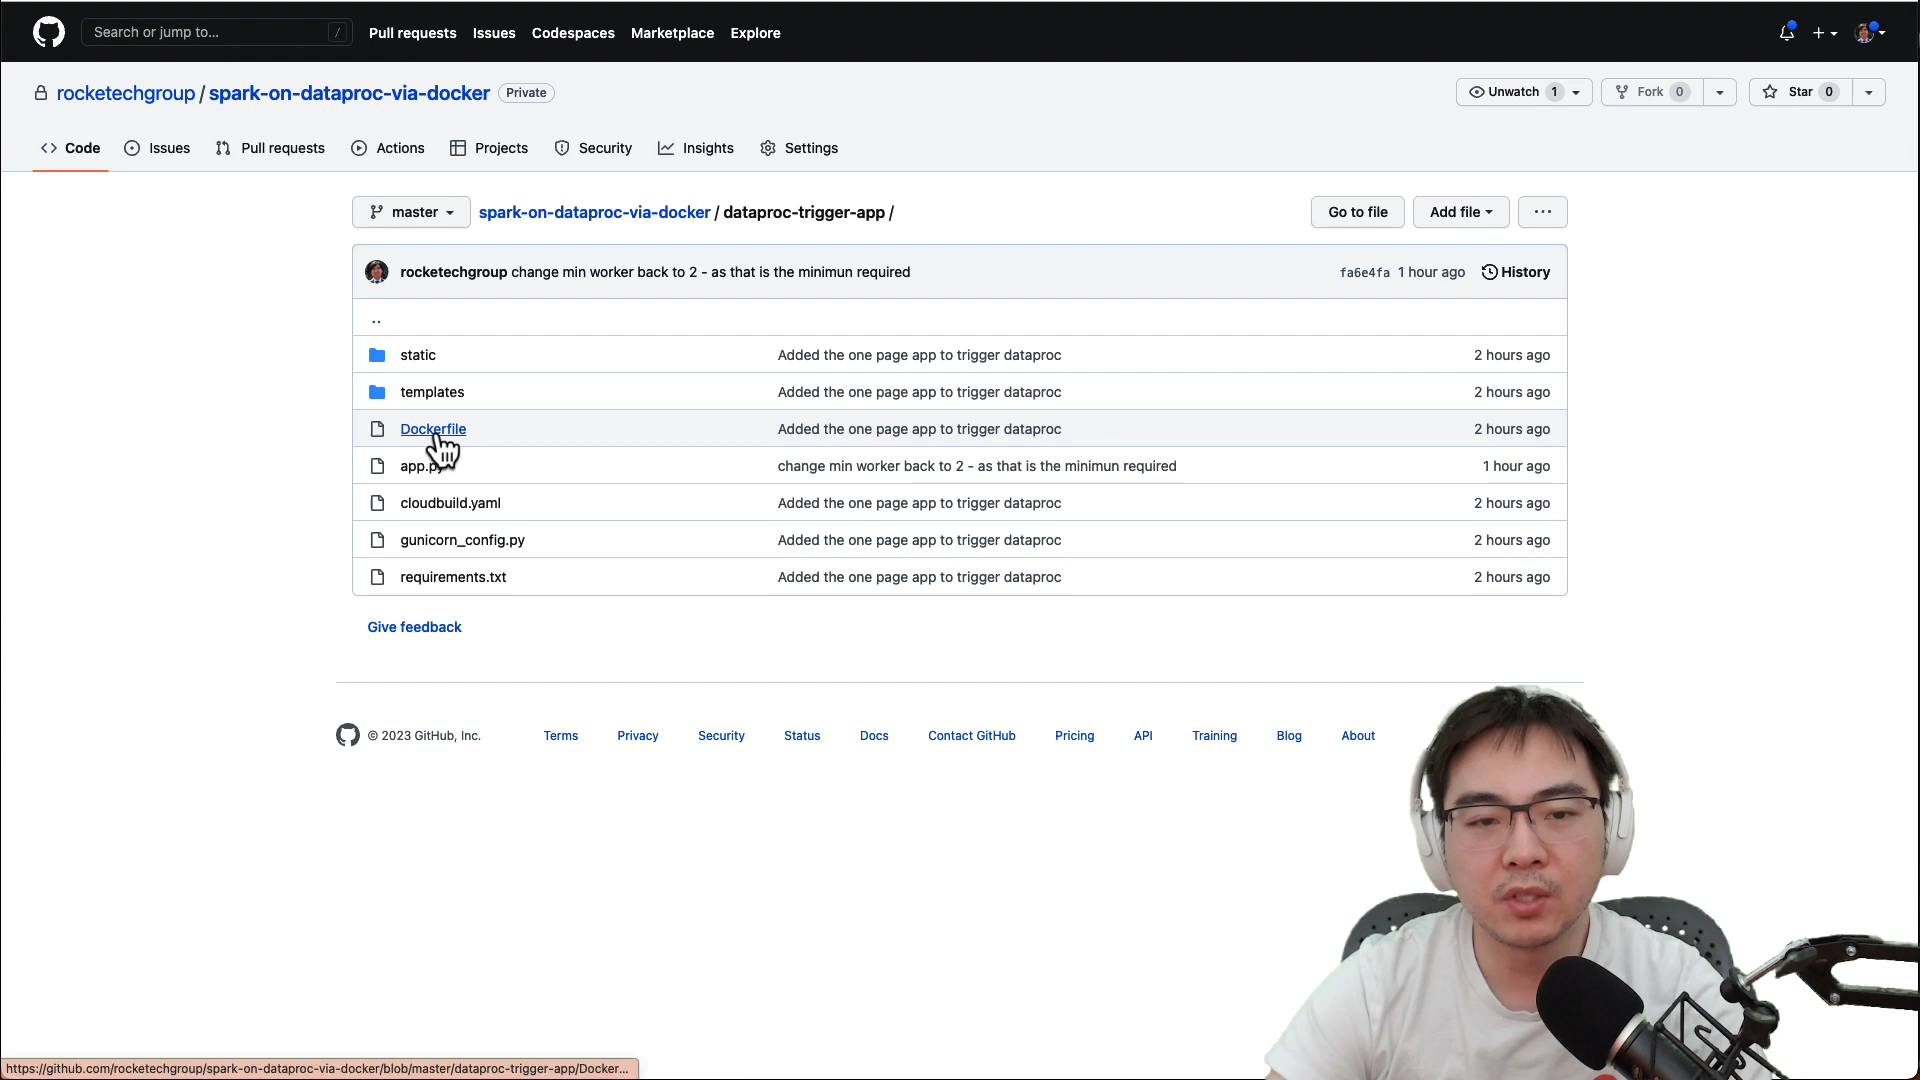 Search or jump to... /
Pull requests Issues Codespaces Marketplace Explore
rocketechgroup / spark-on-dataproc-via-docker Private
Unwatch 1 Fork 0 Star 0
Code Issues Pull requests Actions Projects Security Insights Settings
master spark-on-dataproc-via-docker / dataproc-trigger-app /
Go to file Add file ...
rocketechgroup change min worker back to 2 - as that is the minimun required fa6e4fa 1 hour ago History
..
static Added the one page app to trigger dataproc 2 hours ago
templates Added the one page app to trigger dataproc 2 hours ago
Dockerfile Added the one page app to trigger dataproc 2 hours ago
app.py change min worker back to 2 - as that is the minimun required 1 hour ago
cloudbuild.yaml Added the one page app to trigger dataproc 2 hours ago
gunicorn_config.py Added the one page app to trigger dataproc 2 hours ago
requirements.txt Added the one page app to trigger dataproc 2 hours ago
Give feedback
© 2023 GitHub, Inc. Terms Privacy Security Status Docs Contact GitHub Pricing API Training Blog About
https://github.com/rocketechgroup/spark-on-dataproc-via-docker/blob/master/dataproc-trigger-app/Docker...